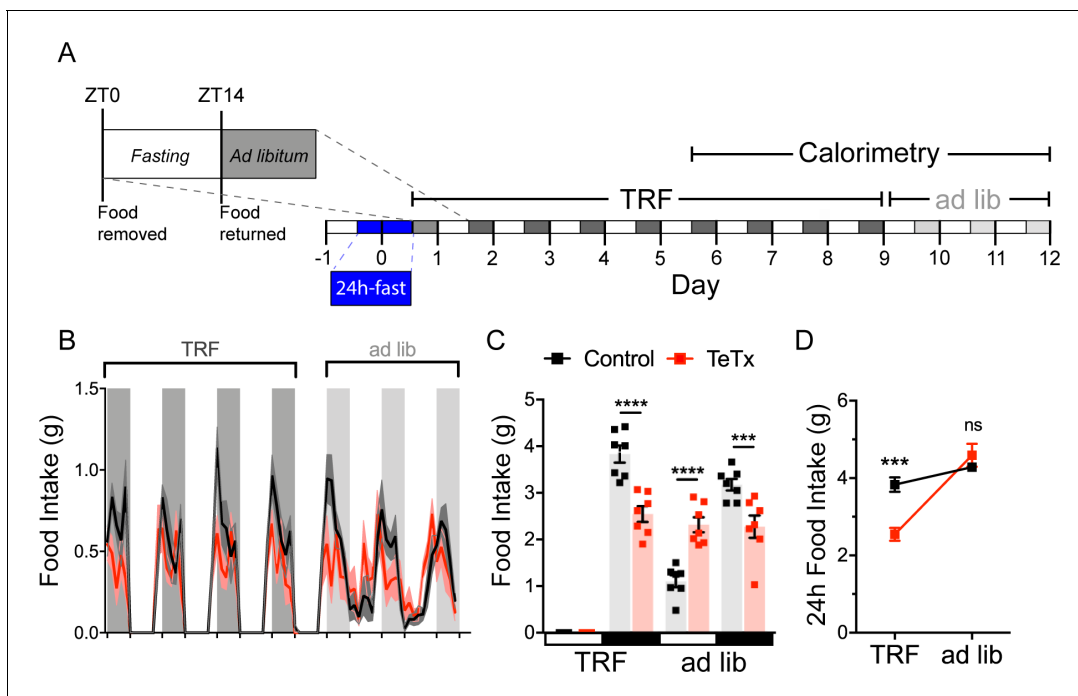 A
ZT0
ZT14
Fasting
Ad libitum
Food removed
Food returned
Calorimetry
TRF
ad lib
-1 0 1 2 3 4 5 6 7 8 9 10 11 12
24h-fast
Day
B
TRF
ad lib
1.5
1.0
0.5
0.0
Food Intake (g)
C
Control
TeTx
5
4
3
2
1
0
Food Intake (g)
****
****
***
TRF
ad lib
D
6
4
2
0
24h Food Intake (g)
***
ns
TRF
ad lib